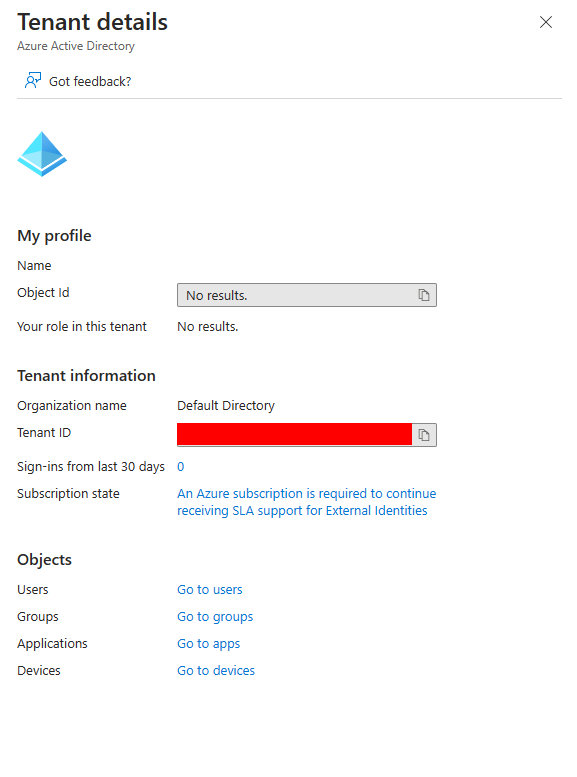 Tenant details
Azure Active Directory
Got feedback?
My profile
Name
Object Id No results.
Your role in this tenant No results.
Tenant information
Organization name Default Directory
Tenant ID
Sign-ins from last 30 days 0
Subscription state An Azure subscription is required to continue
receiving SLA support for External Identities
Objects
Users Go to users
Groups Go to groups
Applications Go to apps
Devices Go to devices